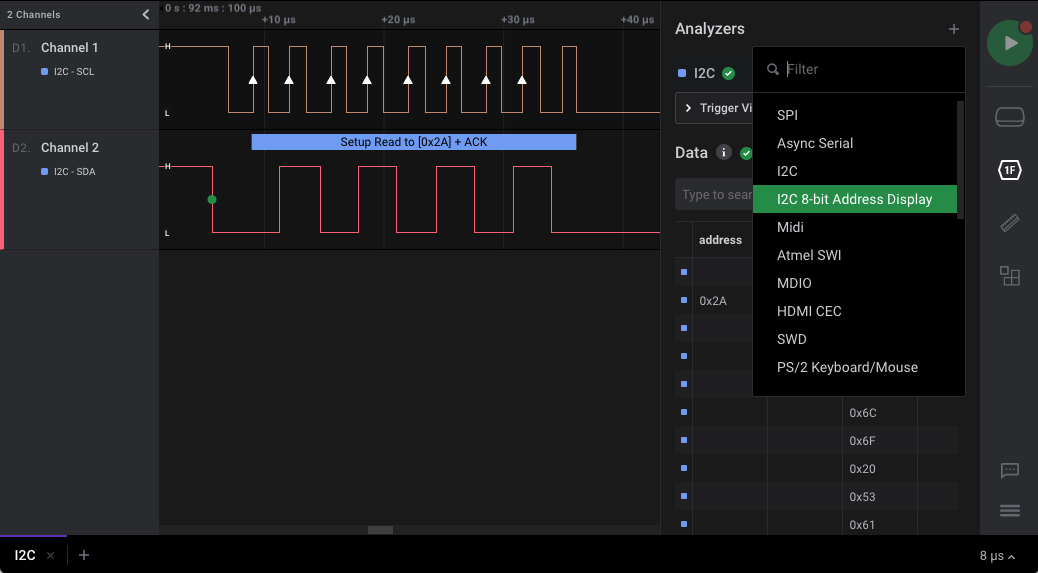 2 Channels
0 s : 92 ms : 100 µs
+10 µs
+20 µs
+30 µs
+40 µs
D1. Channel 1
I2C - SCL
H
L
Setup Read to [0x2A] + ACK
D2. Channel 2
I2C - SDA
H
L
Analyzers
I2C
Trigger Vi
Data
Type to sear
address
0x2A
0x6C
0x6F
0x20
0x53
0x61
Filter
SPI
Async Serial
I2C
I2C 8-bit Address Display
Midi
Atmel SWI
MDIO
HDMI CEC
SWD
PS/2 Keyboard/Mouse
1F
I2C
8 µs